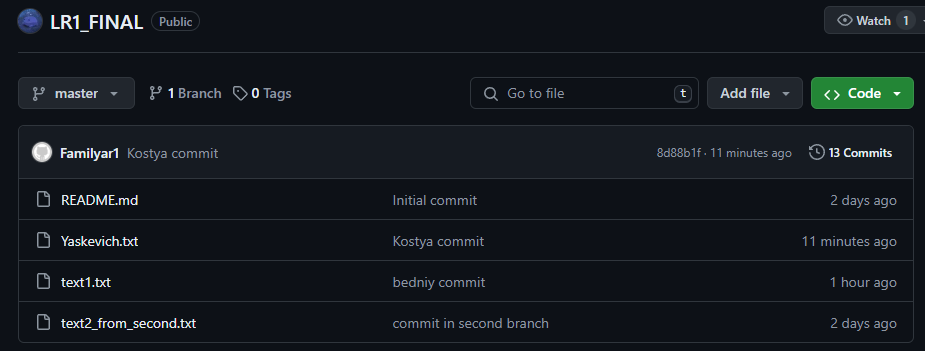 LR1_FINAL Public Watch 1
master 1 Branch 0 Tags Go to file t Add file Code
Familyar1 Kostya commit 8d88b1f · 11 minutes ago 13 Commits
README.md Initial commit 2 days ago
Yaskevich.txt Kostya commit 11 minutes ago
text1.txt bedniy commit 1 hour ago
text2_from_second.txt commit in second branch 2 days ago